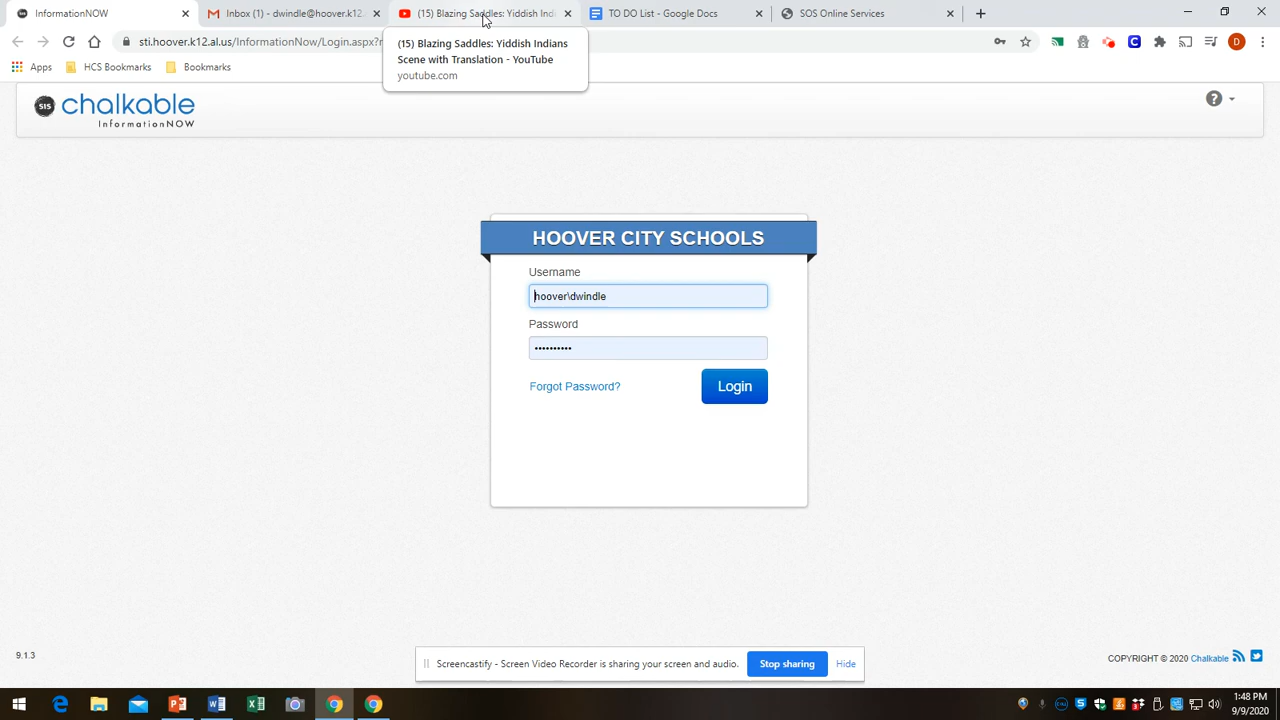 InformationNOW
Inbox (1) - dwindle@hoover.k12
(15) Blazing Saddles: Yiddish Indi
TO DO List - Google Docs
SOS Online Services
sti.hoover.k12.al.us/InformationNow/Login.aspx?r
D
(15) Blazing Saddles: Yiddish Indians
Scene with Translation - YouTube
youtube.com
Apps
HCS Bookmarks
Bookmarks
SIS
chalkable
InformationNOW
?
HOOVER CITY SCHOOLS
Username
hoover\dwindle
Password
••••••••••
Forgot Password?
Login
9.1.3
COPYRIGHT © 2020 Chalkable
Screencastify - Screen Video Recorder is sharing your screen and audio.
Stop sharing
Hide
1:48 PM
9/9/2020